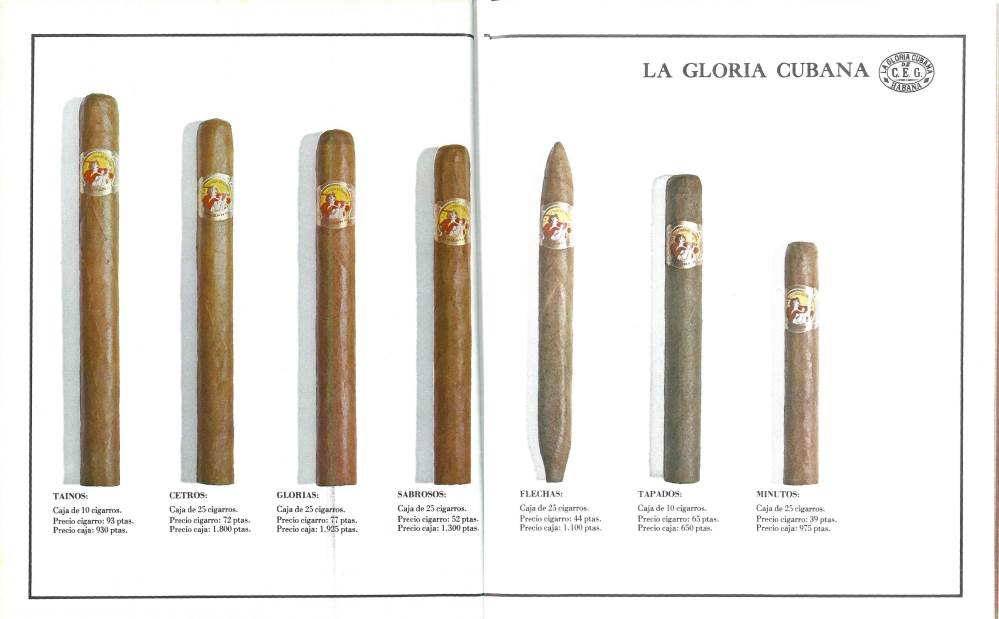 LA GLORIA CUBANA
LA GLORIA CUBANA
DE
C. E. G.
HABANA
TAINOS:
Caja de 10 cigarros.
Precio cigarro: 93 ptas.
Precio caja: 930 ptas.
CETROS:
Caja de 25 cigarros.
Precio cigarro: 72 ptas.
Precio caja: 1.800 ptas.
GLORIAS:
Caja de 25 cigarros.
Precio cigarro: 77 ptas.
Precio caja: 1.925 ptas.
SABROSOS:
Caja de 25 cigarros.
Precio cigarro: 52 ptas.
Precio caja: 1.300 ptas.
FLECHAS:
Caja de 25 cigarros.
Precio cigarro: 44 ptas.
Precio caja: 1.100 ptas.
TAPADOS:
Caja de 10 cigarros.
Precio cigarro: 65 ptas.
Precio caja: 650 ptas.
MINUTOS:
Caja de 25 cigarros.
Precio cigarro: 39 ptas.
Precio caja: 975 ptas.